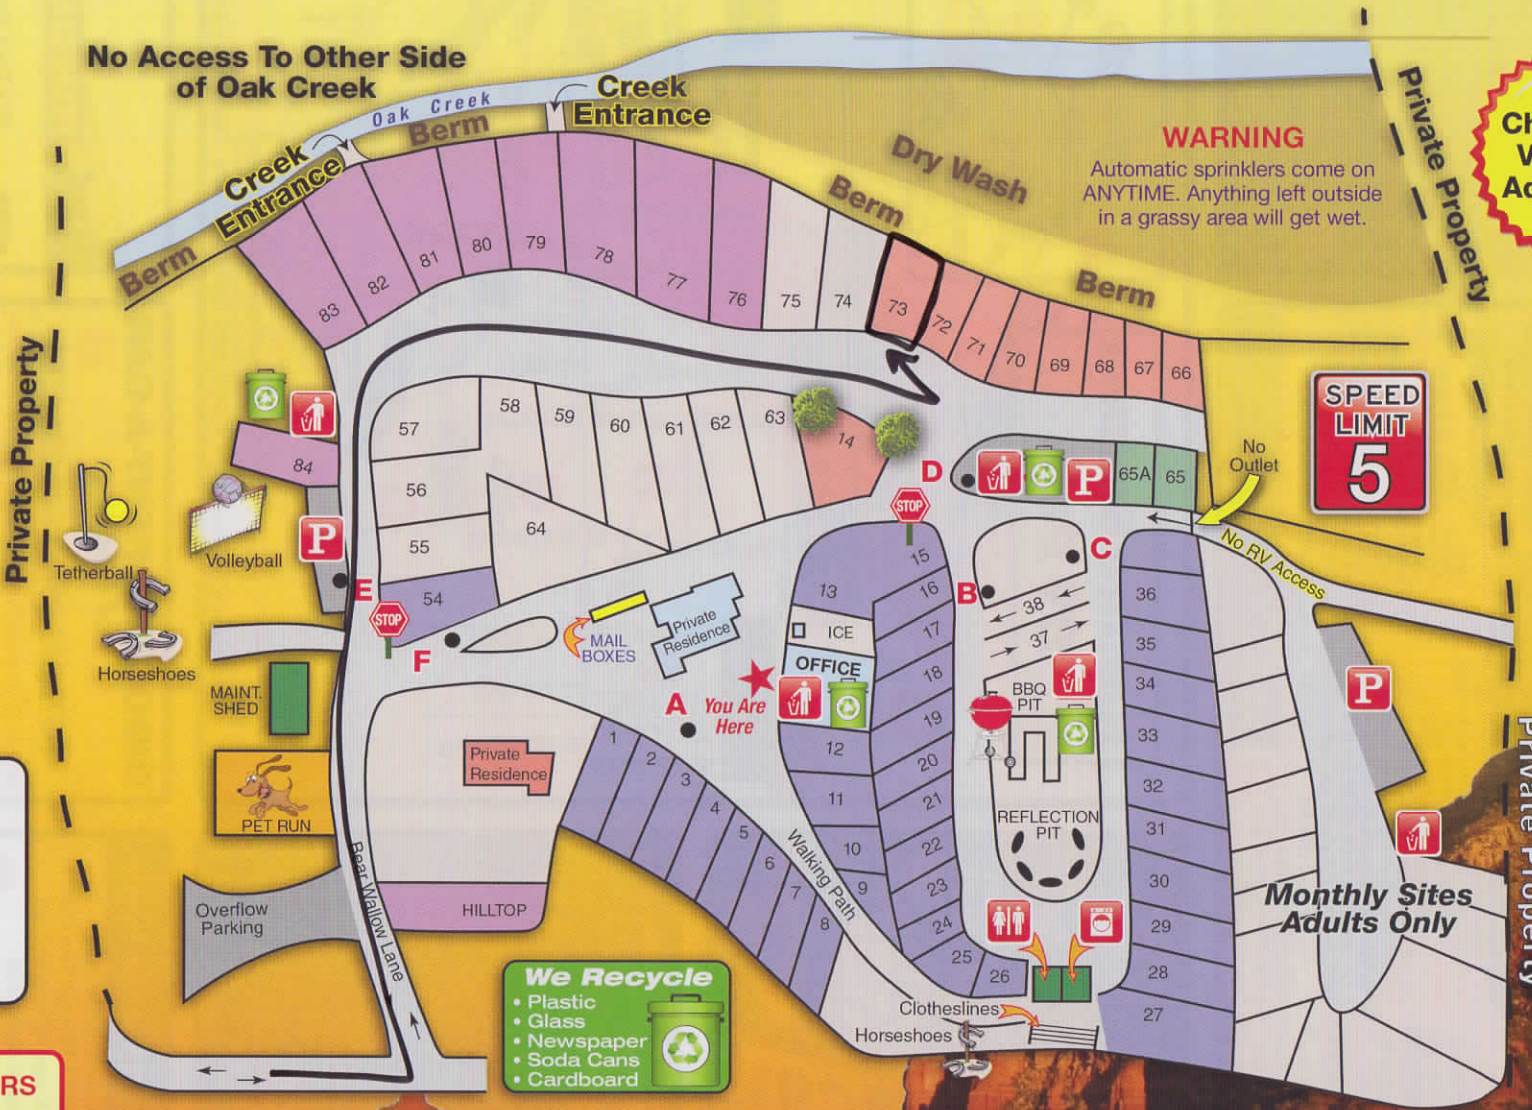 No Access To Other Side
of Oak Creek
Oak Creek
Creek
Entrance
Berm
Creek
Entrance
Berm
Berm
Dry Wash
Berm
WARNING
Automatic sprinklers come on
ANYTIME. Anything left outside
in a grassy area will get wet.
Private Property
Private Property
Private Property
83
82
81
80
79
78
77
76
75
74
73
72
71
70
69
68
67
66
SPEED
LIMIT
5
No
Outlet
No RV Access
57
58
59
60
61
62
63
14
84
56
55
64
54
P
D
P
65A
65
STOP
Tetherball
Volleyball
Horseshoes
E
STOP
F
MAIL
BOXES
Private
Residence
A
You Are
Here
13
ICE
OFFICE
12
11
10
9
15
16
17
18
19
20
21
22
23
24
25
26
B
C
38
37
BBQ
PIT
REFLECTION
PIT
36
35
34
33
32
31
30
29
28
27
P
Monthly Sites
Adults Only
MAINT.
SHED
PET RUN
Private
Residence
HILLTOP
Overflow
Parking
Bear Wallow Lane
1
2
3
4
5
6
7
8
Walking Path
Clotheslines
Horseshoes
We Recycle
• Plastic
• Glass
• Newspaper
• Soda Cans
• Cardboard
RS